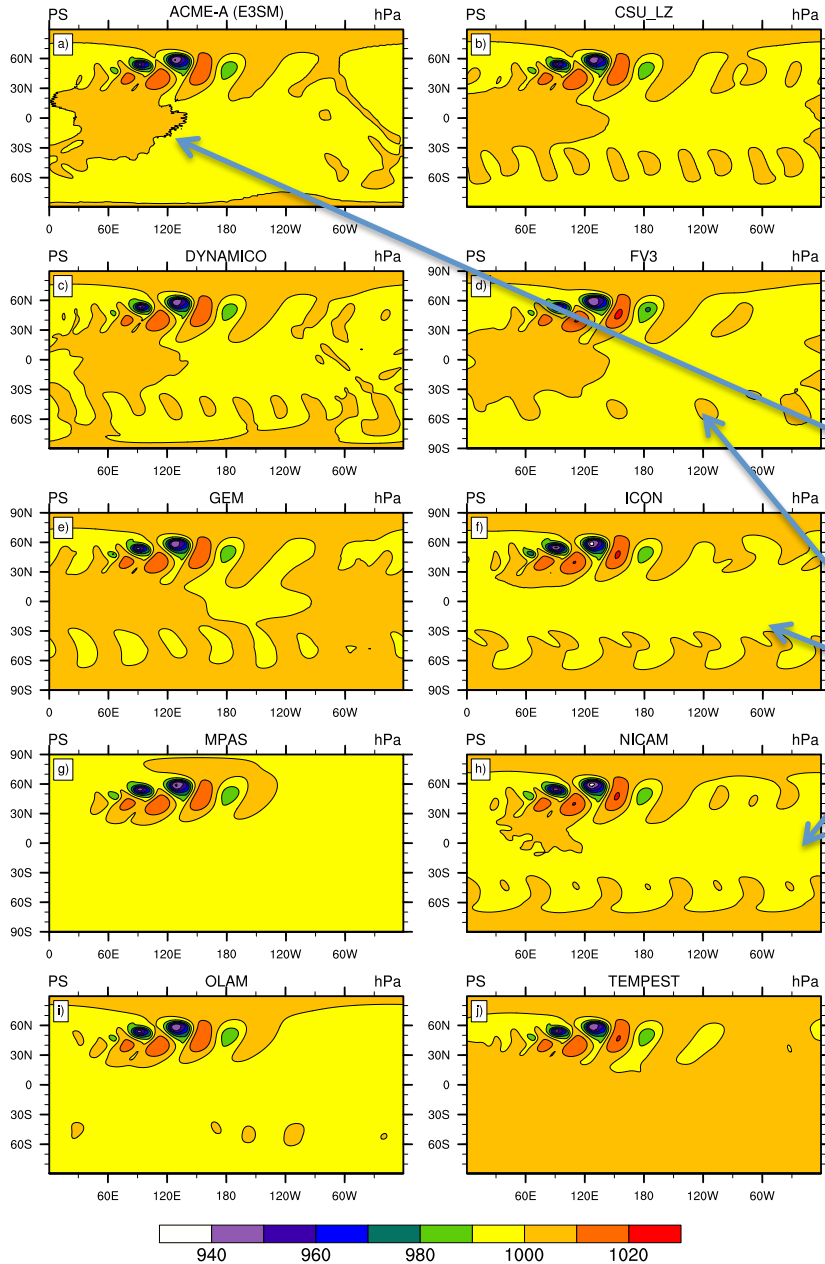 PS ACME-A (E3SM) hPa
a)
60N
30N
0
30S
60S
0 60E 120E 180 120W 60W
PS CSU_LZ hPa
b)
60N
30N
0
30S
60S
0 60E 120E 180 120W 60W
PS DYNAMICO hPa
c)
60N
30N
0
30S
60S
60E 120E 180 120W 60W
PS FV3 hPa
d)
90N
60N
30N
0
30S
60S
90S
60E 120E 180 120W 60W
PS GEM hPa
e)
90N
60N
30N
0
30S
60S
90S
0 60E 120E 180 120W 60W
PS ICON hPa
f)
90N
60N
30N
0
30S
60S
90S
0 60E 120E 180 120W 60W
PS MPAS hPa
g)
90N
60N
30N
0
30S
60S
90S
60E 120E 180 120W 60W
PS NICAM hPa
h)
90N
60N
30N
0
30S
60S
90S
60E 120E 180 120W 60W
PS OLAM hPa
i)
60N
30N
0
30S
60S
60E 120E 180 120W 60W
PS TEMPEST hPa
j)
60N
30N
0
30S
60S
60E 120E 180 120W 60W
940 960 980 1000 1020